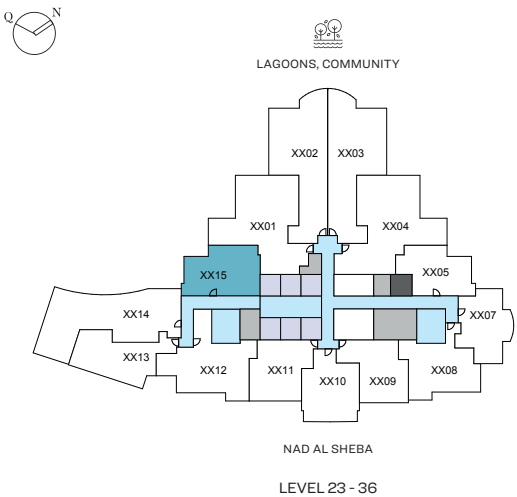 Q N
LAGOONS, COMMUNITY
XX02 XX03
XX01 XX04
XX15 XX05
XX14 XX07
XX13 XX12 XX11 XX10 XX09 XX08
NAD AL SHEBA
LEVEL 23 - 36